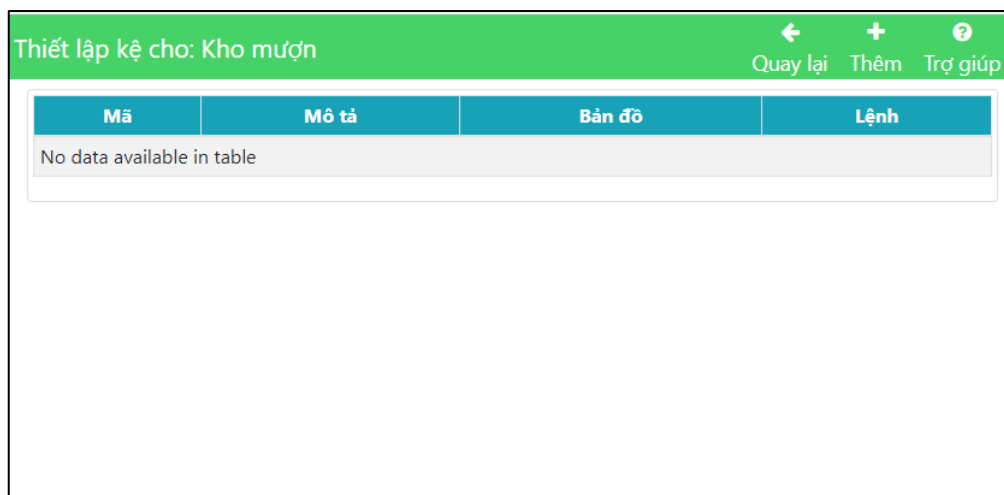 Thiết lập kệ cho: Kho mượn
Quay lại Thêm Trợ giúp
Mã Mô tả Bản đồ Lệnh
No data available in table